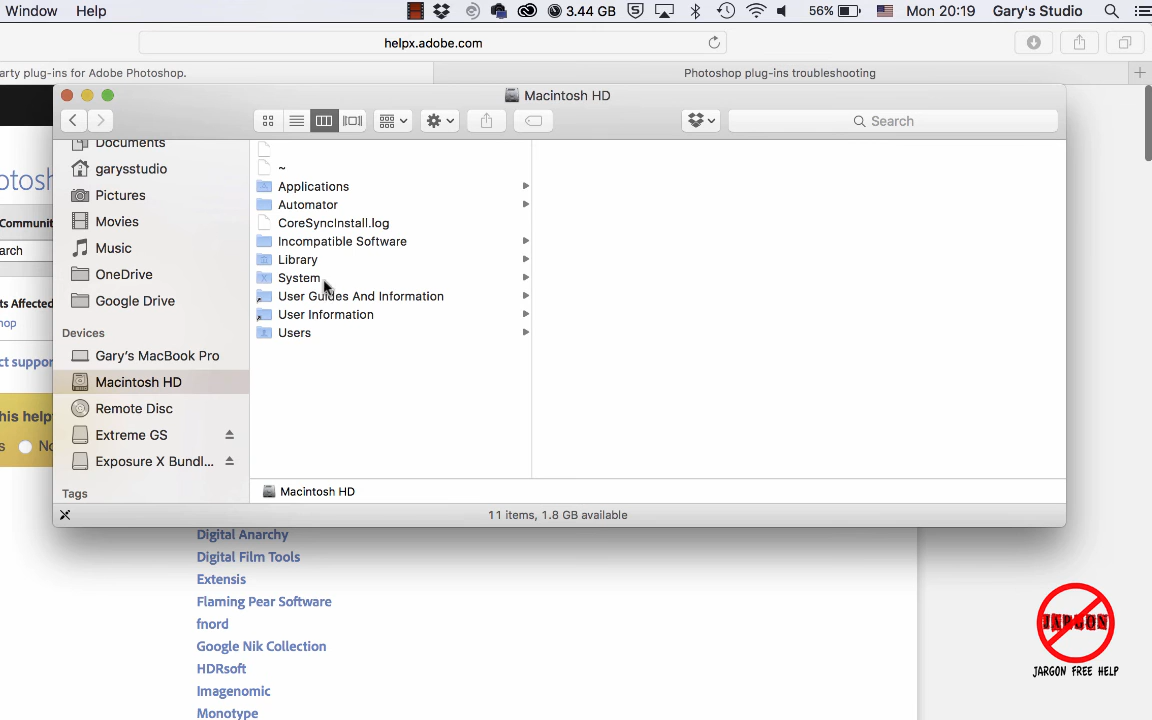 Window Help 3.44 GB 56% Mon 20:19 Gary's Studio
helpx.adobe.com
arty plug-ins for Adobe Photoshop. Photoshop plug-ins troubleshooting
Macintosh HD
Search
Documents
garysstudio
Pictures
Movies
Music
OneDrive
Google Drive
Devices
Gary's MacBook Pro
Macintosh HD
Remote Disc
Extreme GS
Exposure X Bundl...
Tags
~
Applications
Automator
CoreSyncInstall.log
Incompatible Software
Library
System
User Guides And Information
User Information
Users
Macintosh HD
11 items, 1.8 GB available
otosh
Communit
arch
ts Affected
hop
ct suppor
his help
s No
Digital Anarchy
Digital Film Tools
Extensis
Flaming Pear Software
fnord
Google Nik Collection
HDRsoft
Imagenomic
Monotype
JARGON
JARGON FREE HELP